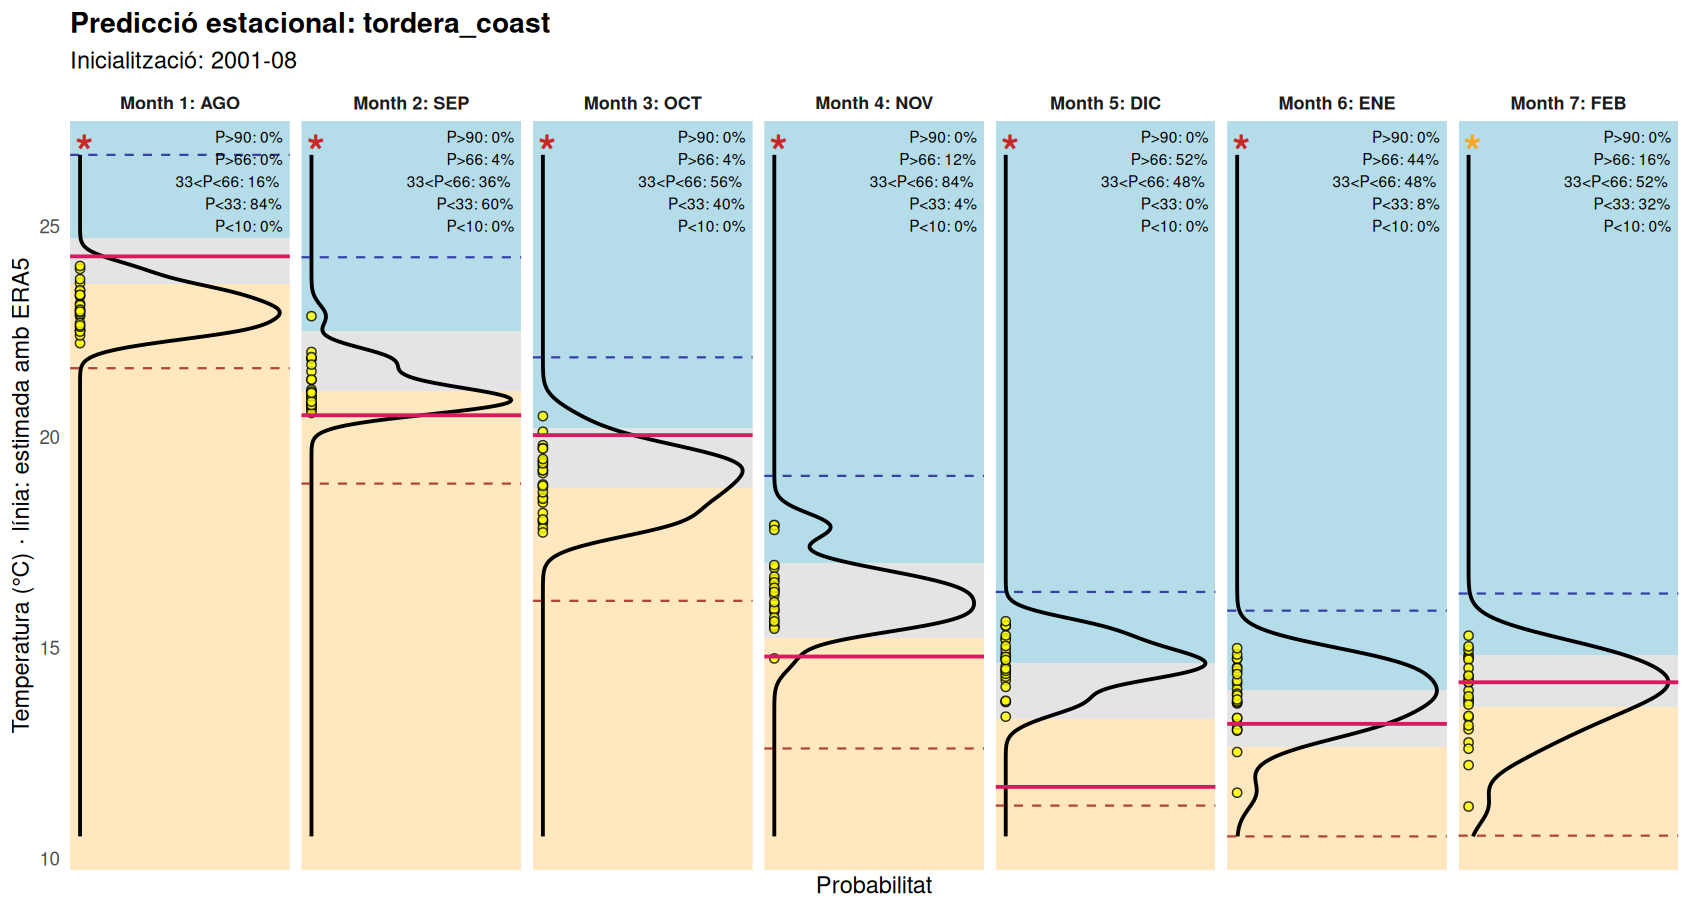 Predicció estacional: tordera_coast
Inicialització: 2001-08
Month 1: AGO
Month 2: SEP
Month 3: OCT
Month 4: NOV
Month 5: DIC
Month 6: ENE
Month 7: FEB
*
P>90: 0%
P>66: 0%
33<P<66: 16%
P<33: 84%
P<10: 0%
*
P>90: 0%
P>66: 4%
33<P<66: 36%
P<33: 60%
P<10: 0%
*
P>90: 0%
P>66: 4%
33<P<66: 56%
P<33: 40%
P<10: 0%
*
P>90: 0%
P>66: 12%
33<P<66: 84%
P<33: 4%
P<10: 0%
*
P>90: 0%
P>66: 52%
33<P<66: 48%
P<33: 0%
P<10: 0%
*
P>90: 0%
P>66: 44%
33<P<66: 48%
P<33: 8%
P<10: 0%
*
P>90: 0%
P>66: 16%
33<P<66: 52%
P<33: 32%
P<10: 0%
25
20
15
10
Temperatura (°C) · línia: estimada amb ERA5
Probabilitat